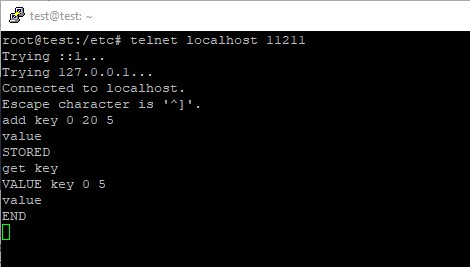 test@test: ~
root@test:/etc# telnet localhost 11211
Trying ::1...
Trying 127.0.0.1...
Connected to localhost.
Escape character is '^]'.
add key 0 20 5
value
STORED
get key
VALUE key 0 5
value
END